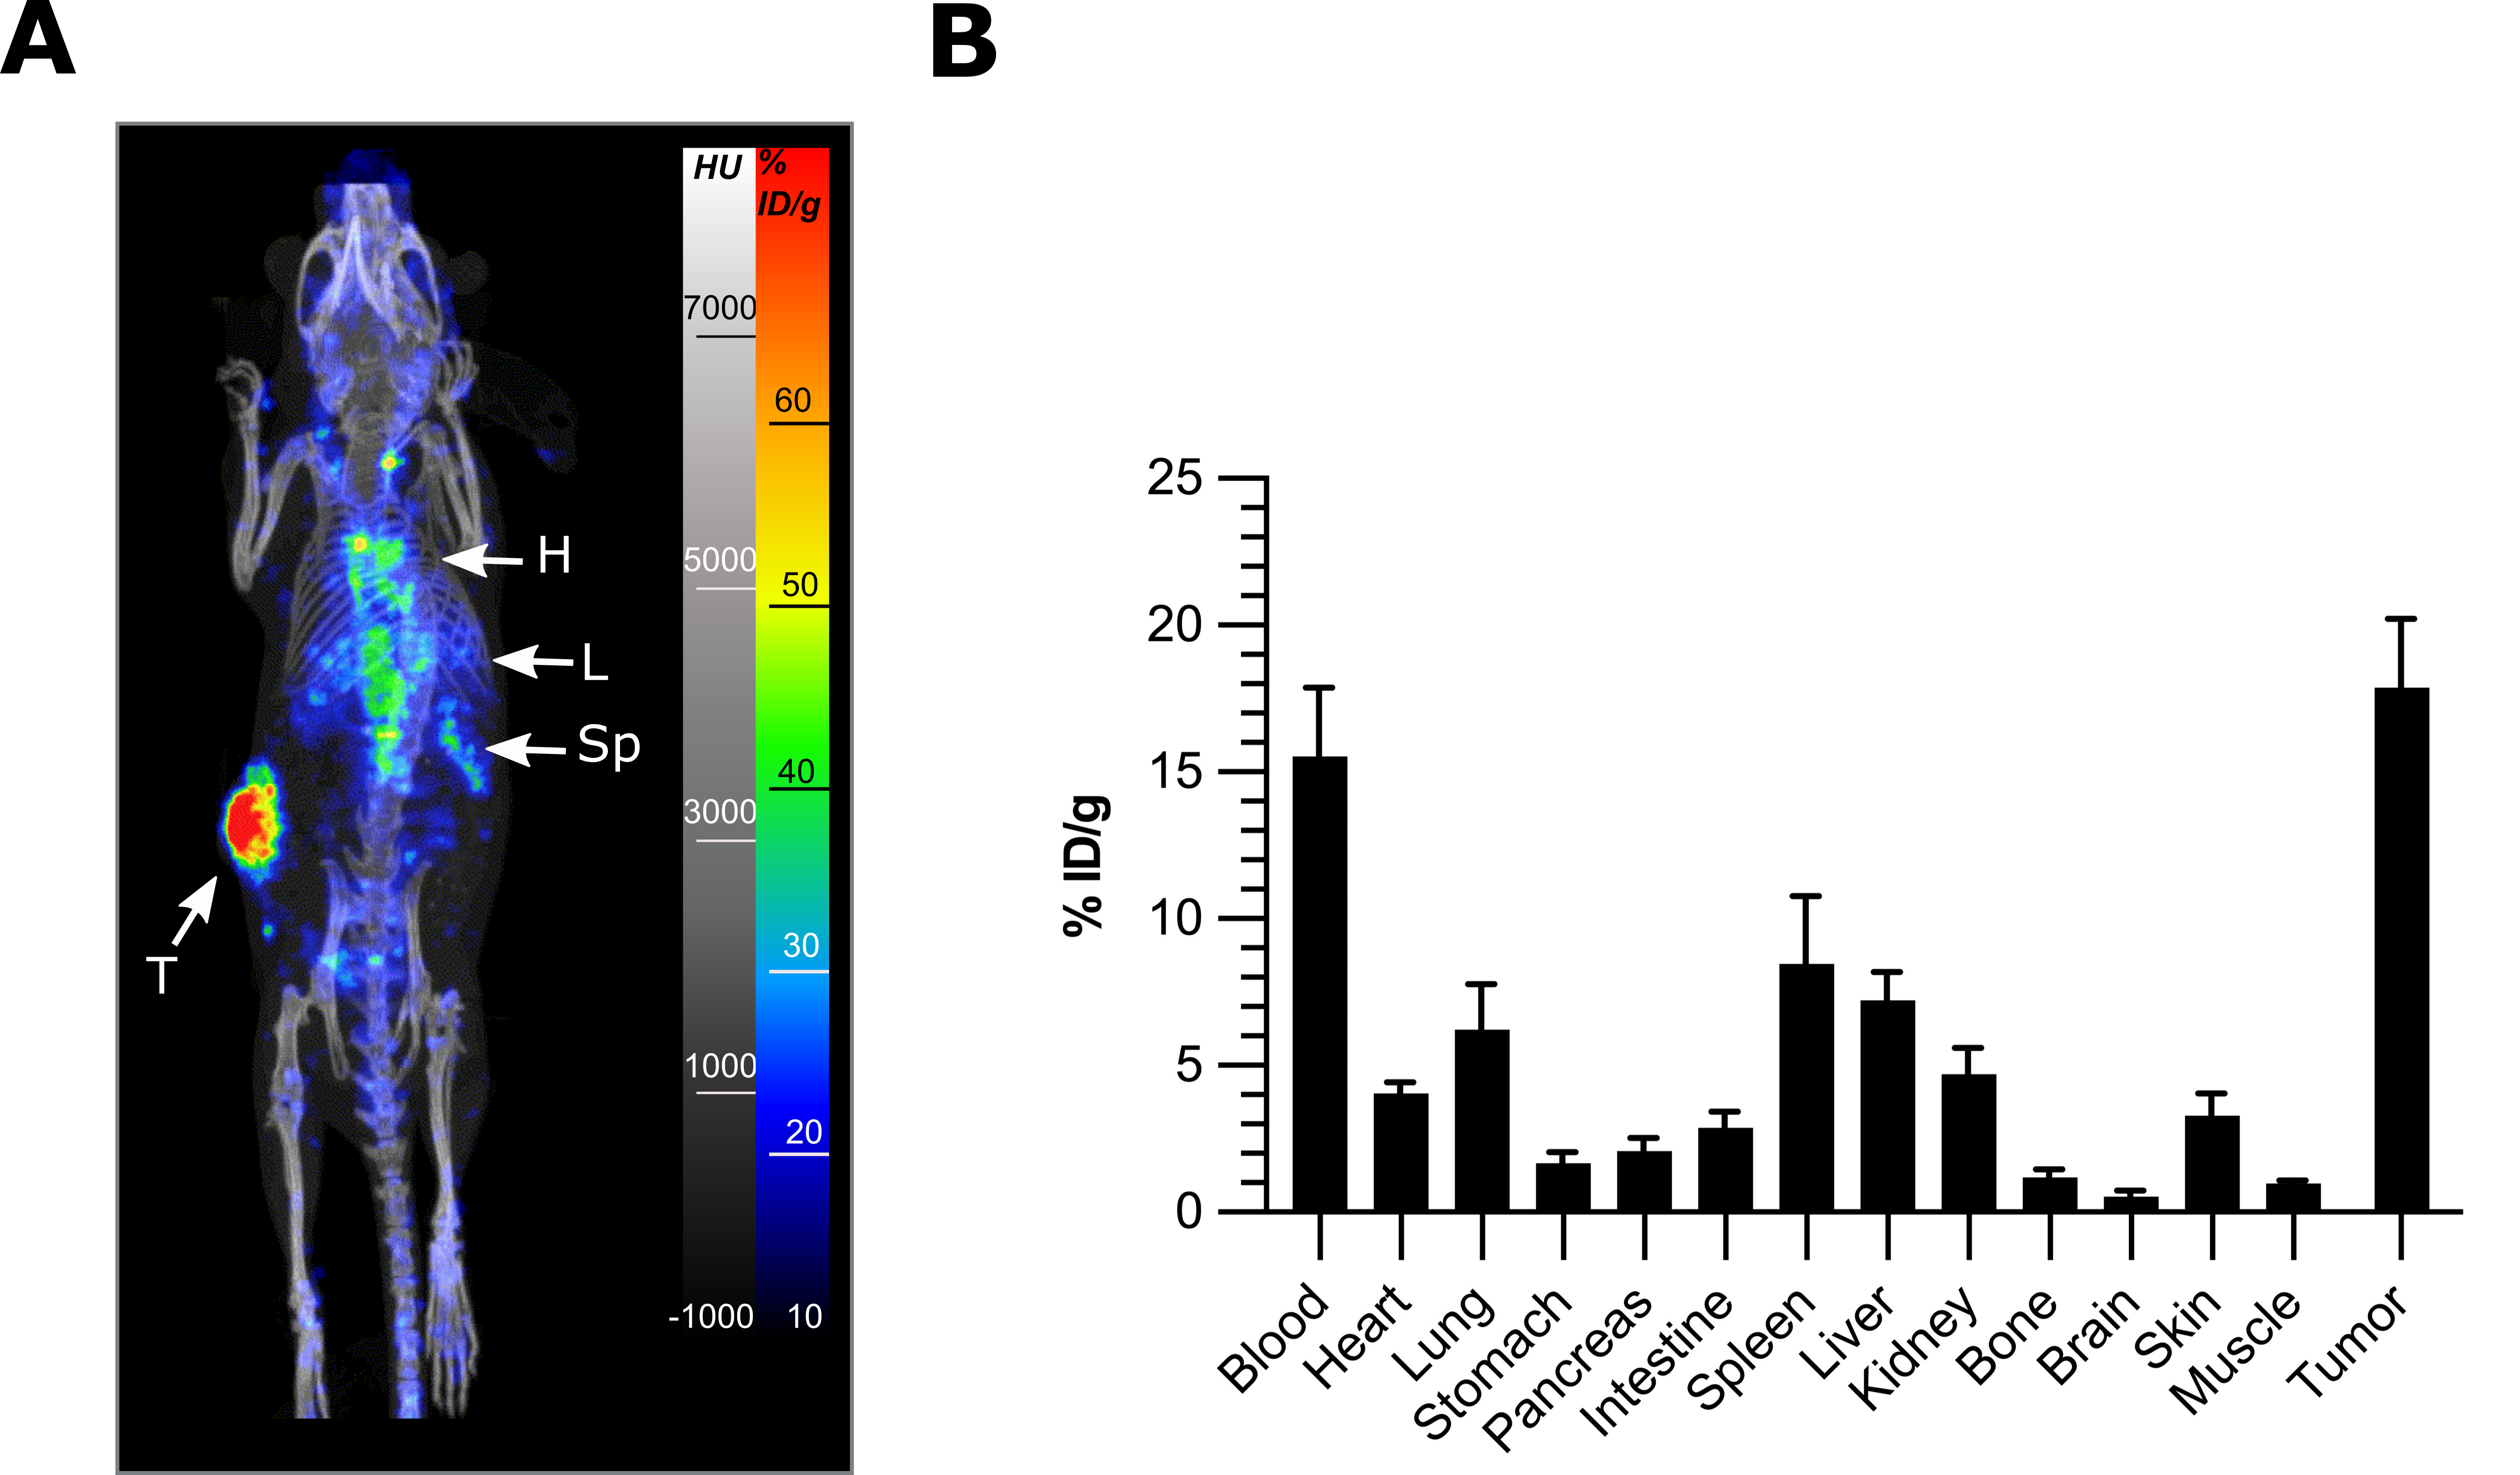 A
B
HU
%
ID/g
7000
5000
3000
1000
-1000
60
50
40
30
20
10
H
L
Sp
T
25
20
15
10
5
0
% ID/g
Blood
Heart
Lung
Stomach
Pancreas
Intestine
Spleen
Liver
Kidney
Bone
Brain
Skin
Muscle
Tumor